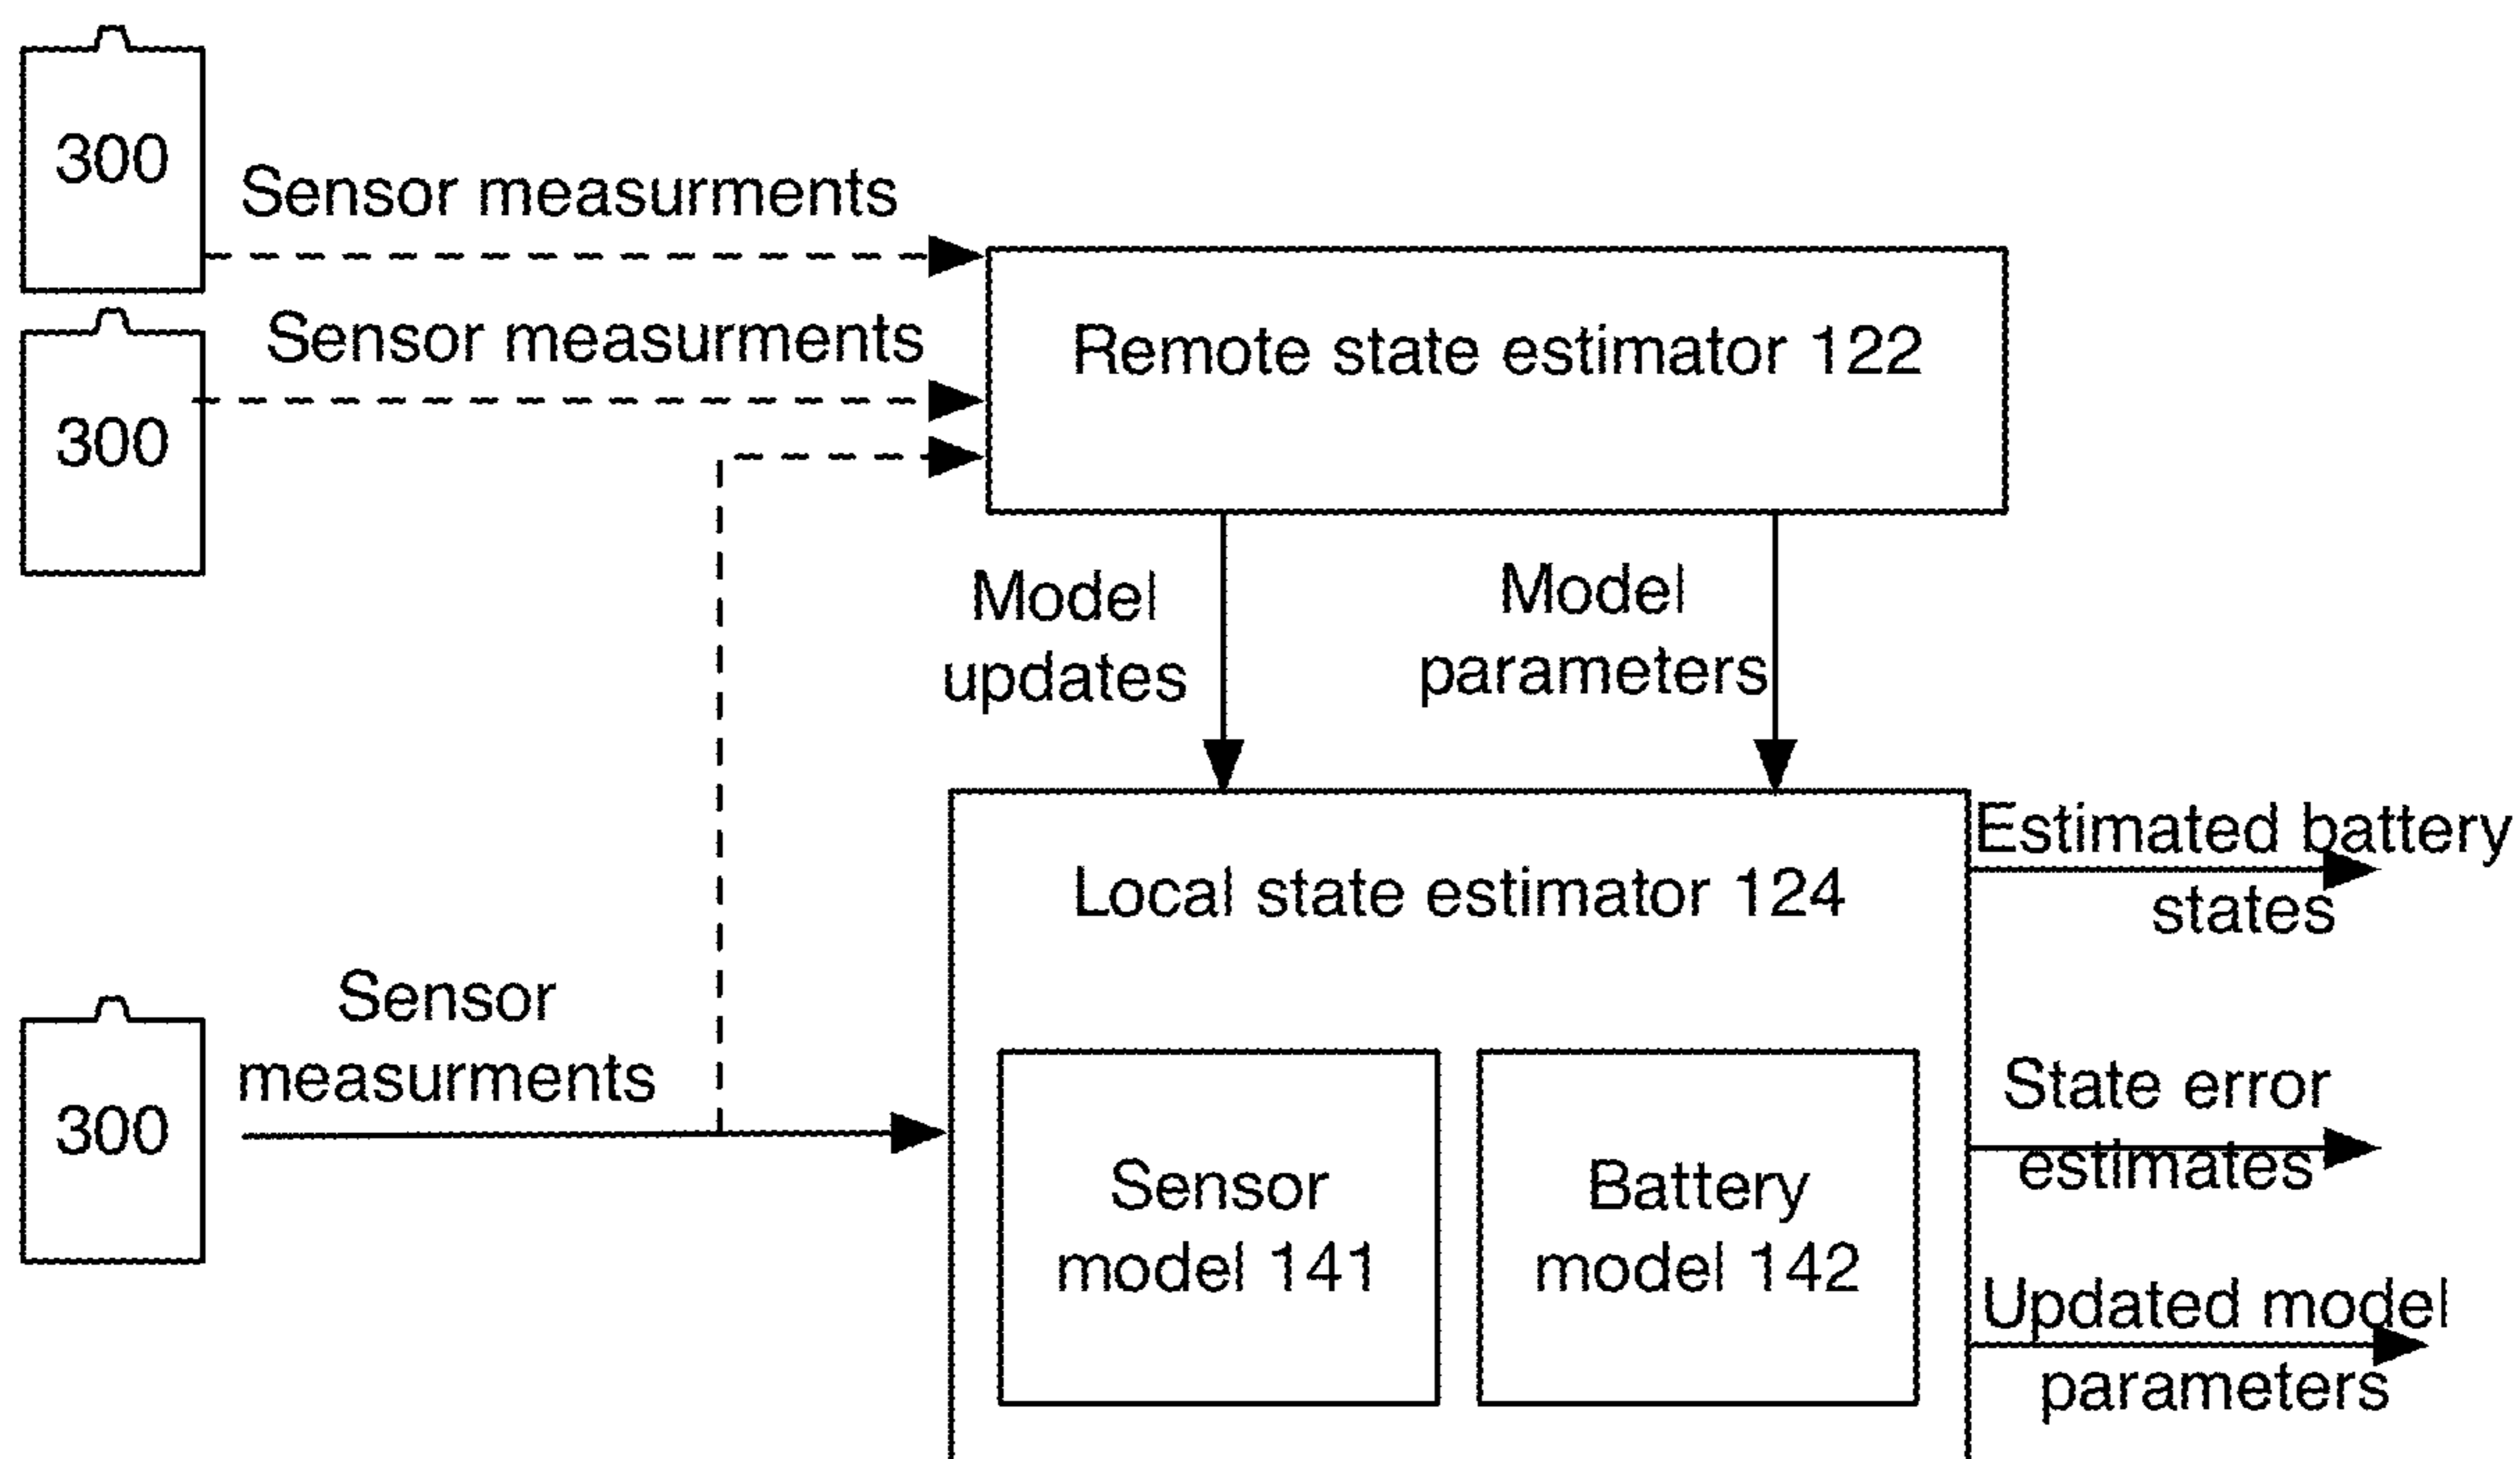 300
Sensor measurments
Sensor measurments
300
Remote state estimator 122
Model
updates
Model
parameters
Local state estimator 124
Estimated battery
states
Sensor
measurments
300
Sensor
model 141
Battery
model 142
State error
estimates
Updated model
parameters